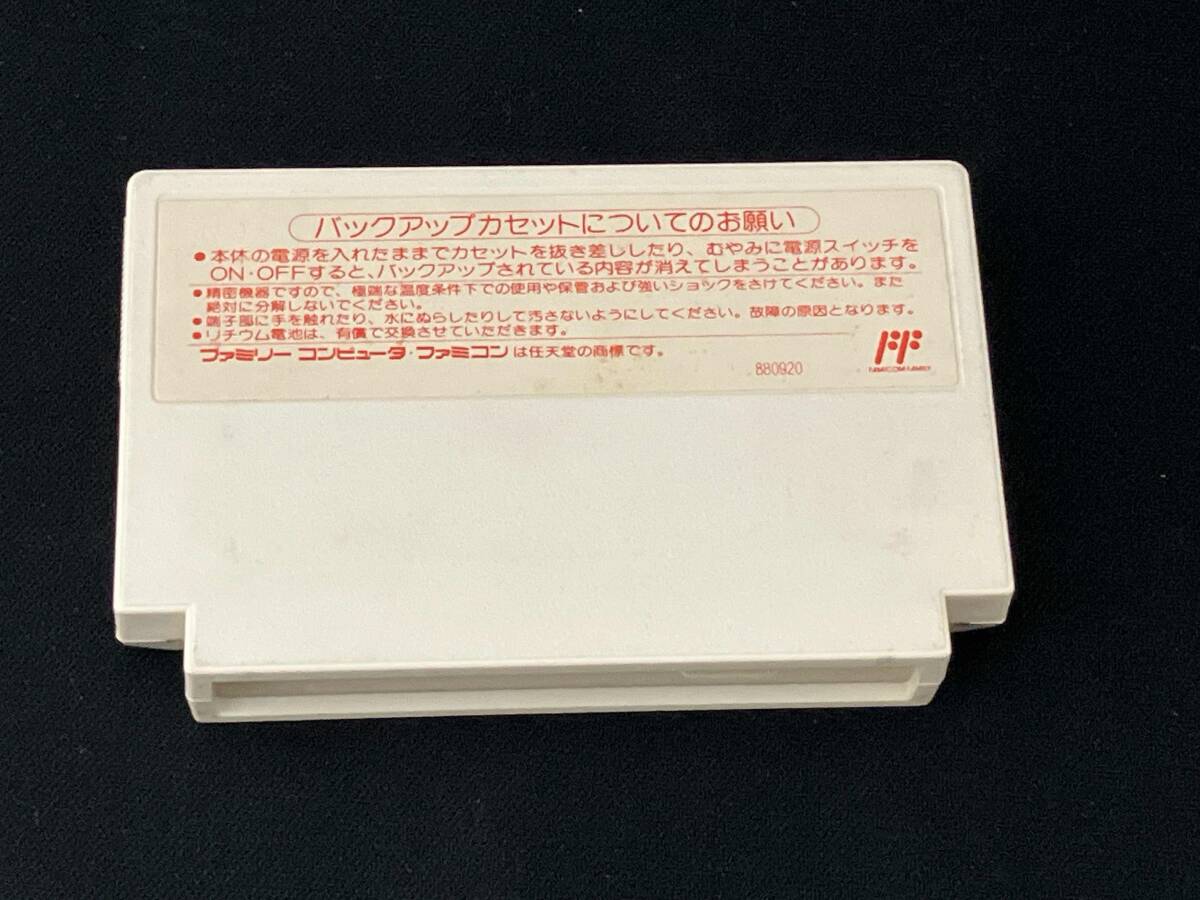 バックアップカセットについてのお願い
●本体の電源を入れたままでカセットを抜き差ししたり、むやみに電源スイッチを
ON・OFFすると、バックアップされている内容が消えてしまうことがあります。
●精密機器ですので、極端な温度条件下での使用や保管および強いショックをさけてください。また
絶対に分解しないでください。
●端子部に手を触れたり、水にぬらしたりして汚さないようにしてください。故障の原因となります。
●リチウム電池は、有償で交換させていただきます。
ファミリーコンピュータ・ファミコンは任天堂の商標です。
880920
FAMICOM FAMILY